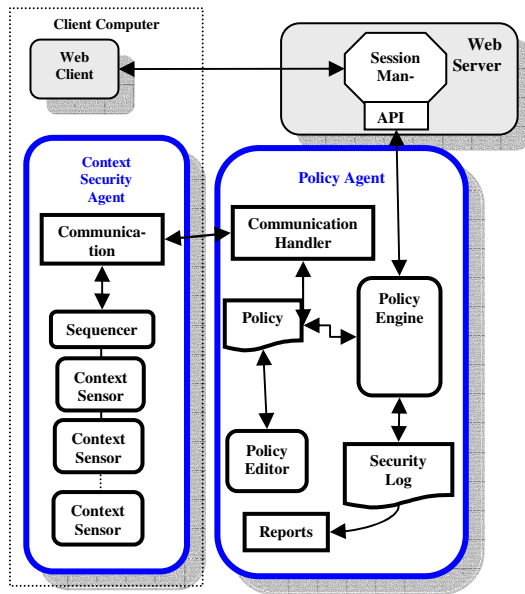 Client Computer
Web
Client
Session
Man-
API
Web
Server
Context
Security
Agent
Communica-
tion
Sequencer
Context
Sensor
Context
Sensor
Context
Sensor
Policy Agent
Communication
Handler
Policy
Policy
Engine
Policy
Editor
Security
Log
Reports